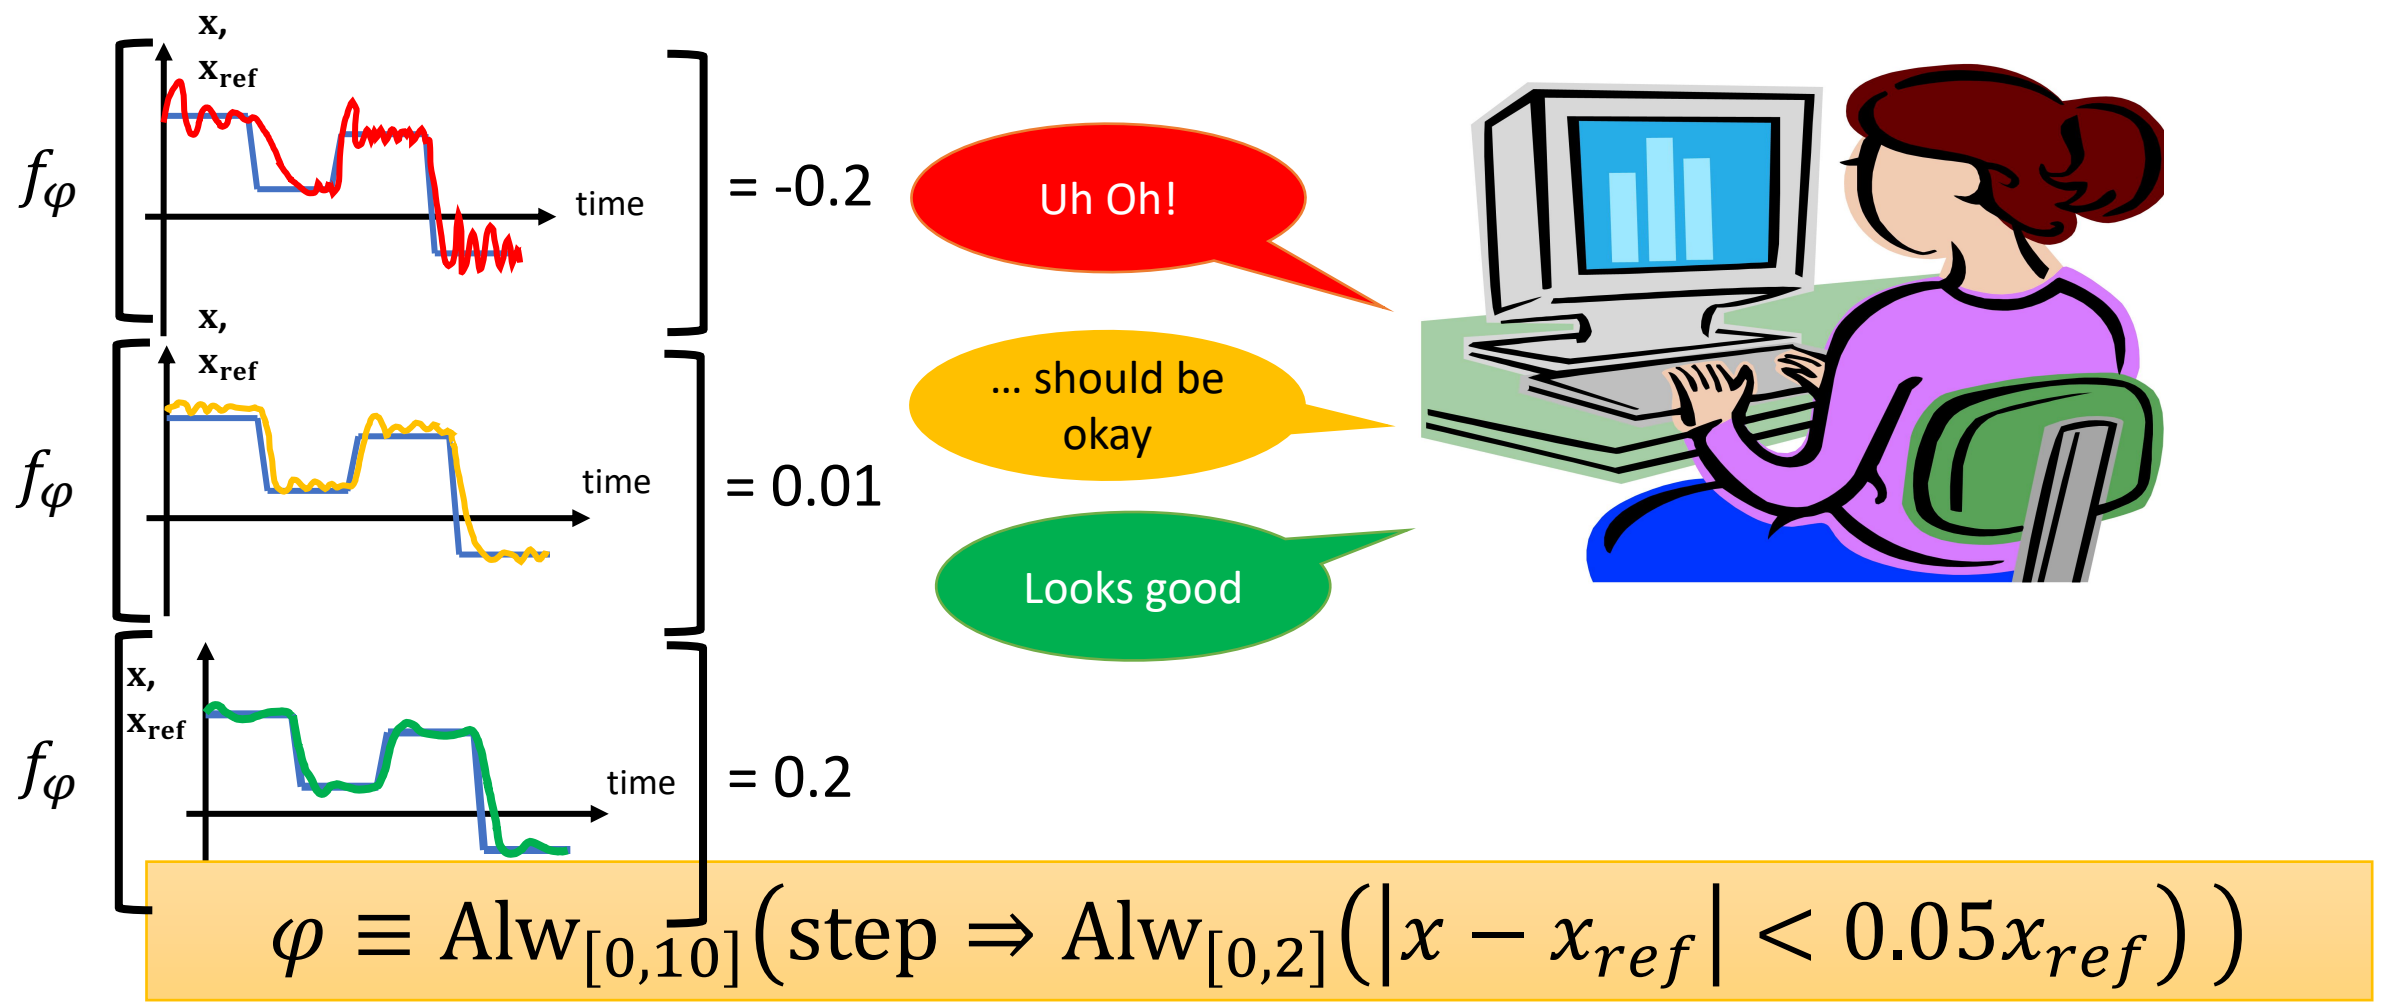 x,
x_ref
f_φ
time
= -0.2
Uh Oh!
x,
x_ref
f_φ
time
= 0.01
... should be
okay
Looks good
x,
x_ref
f_φ
time
= 0.2
φ ≡ Alw_[0,10](step ⇒ Alw_[0,2](|x − x_ref| < 0.05x_ref))